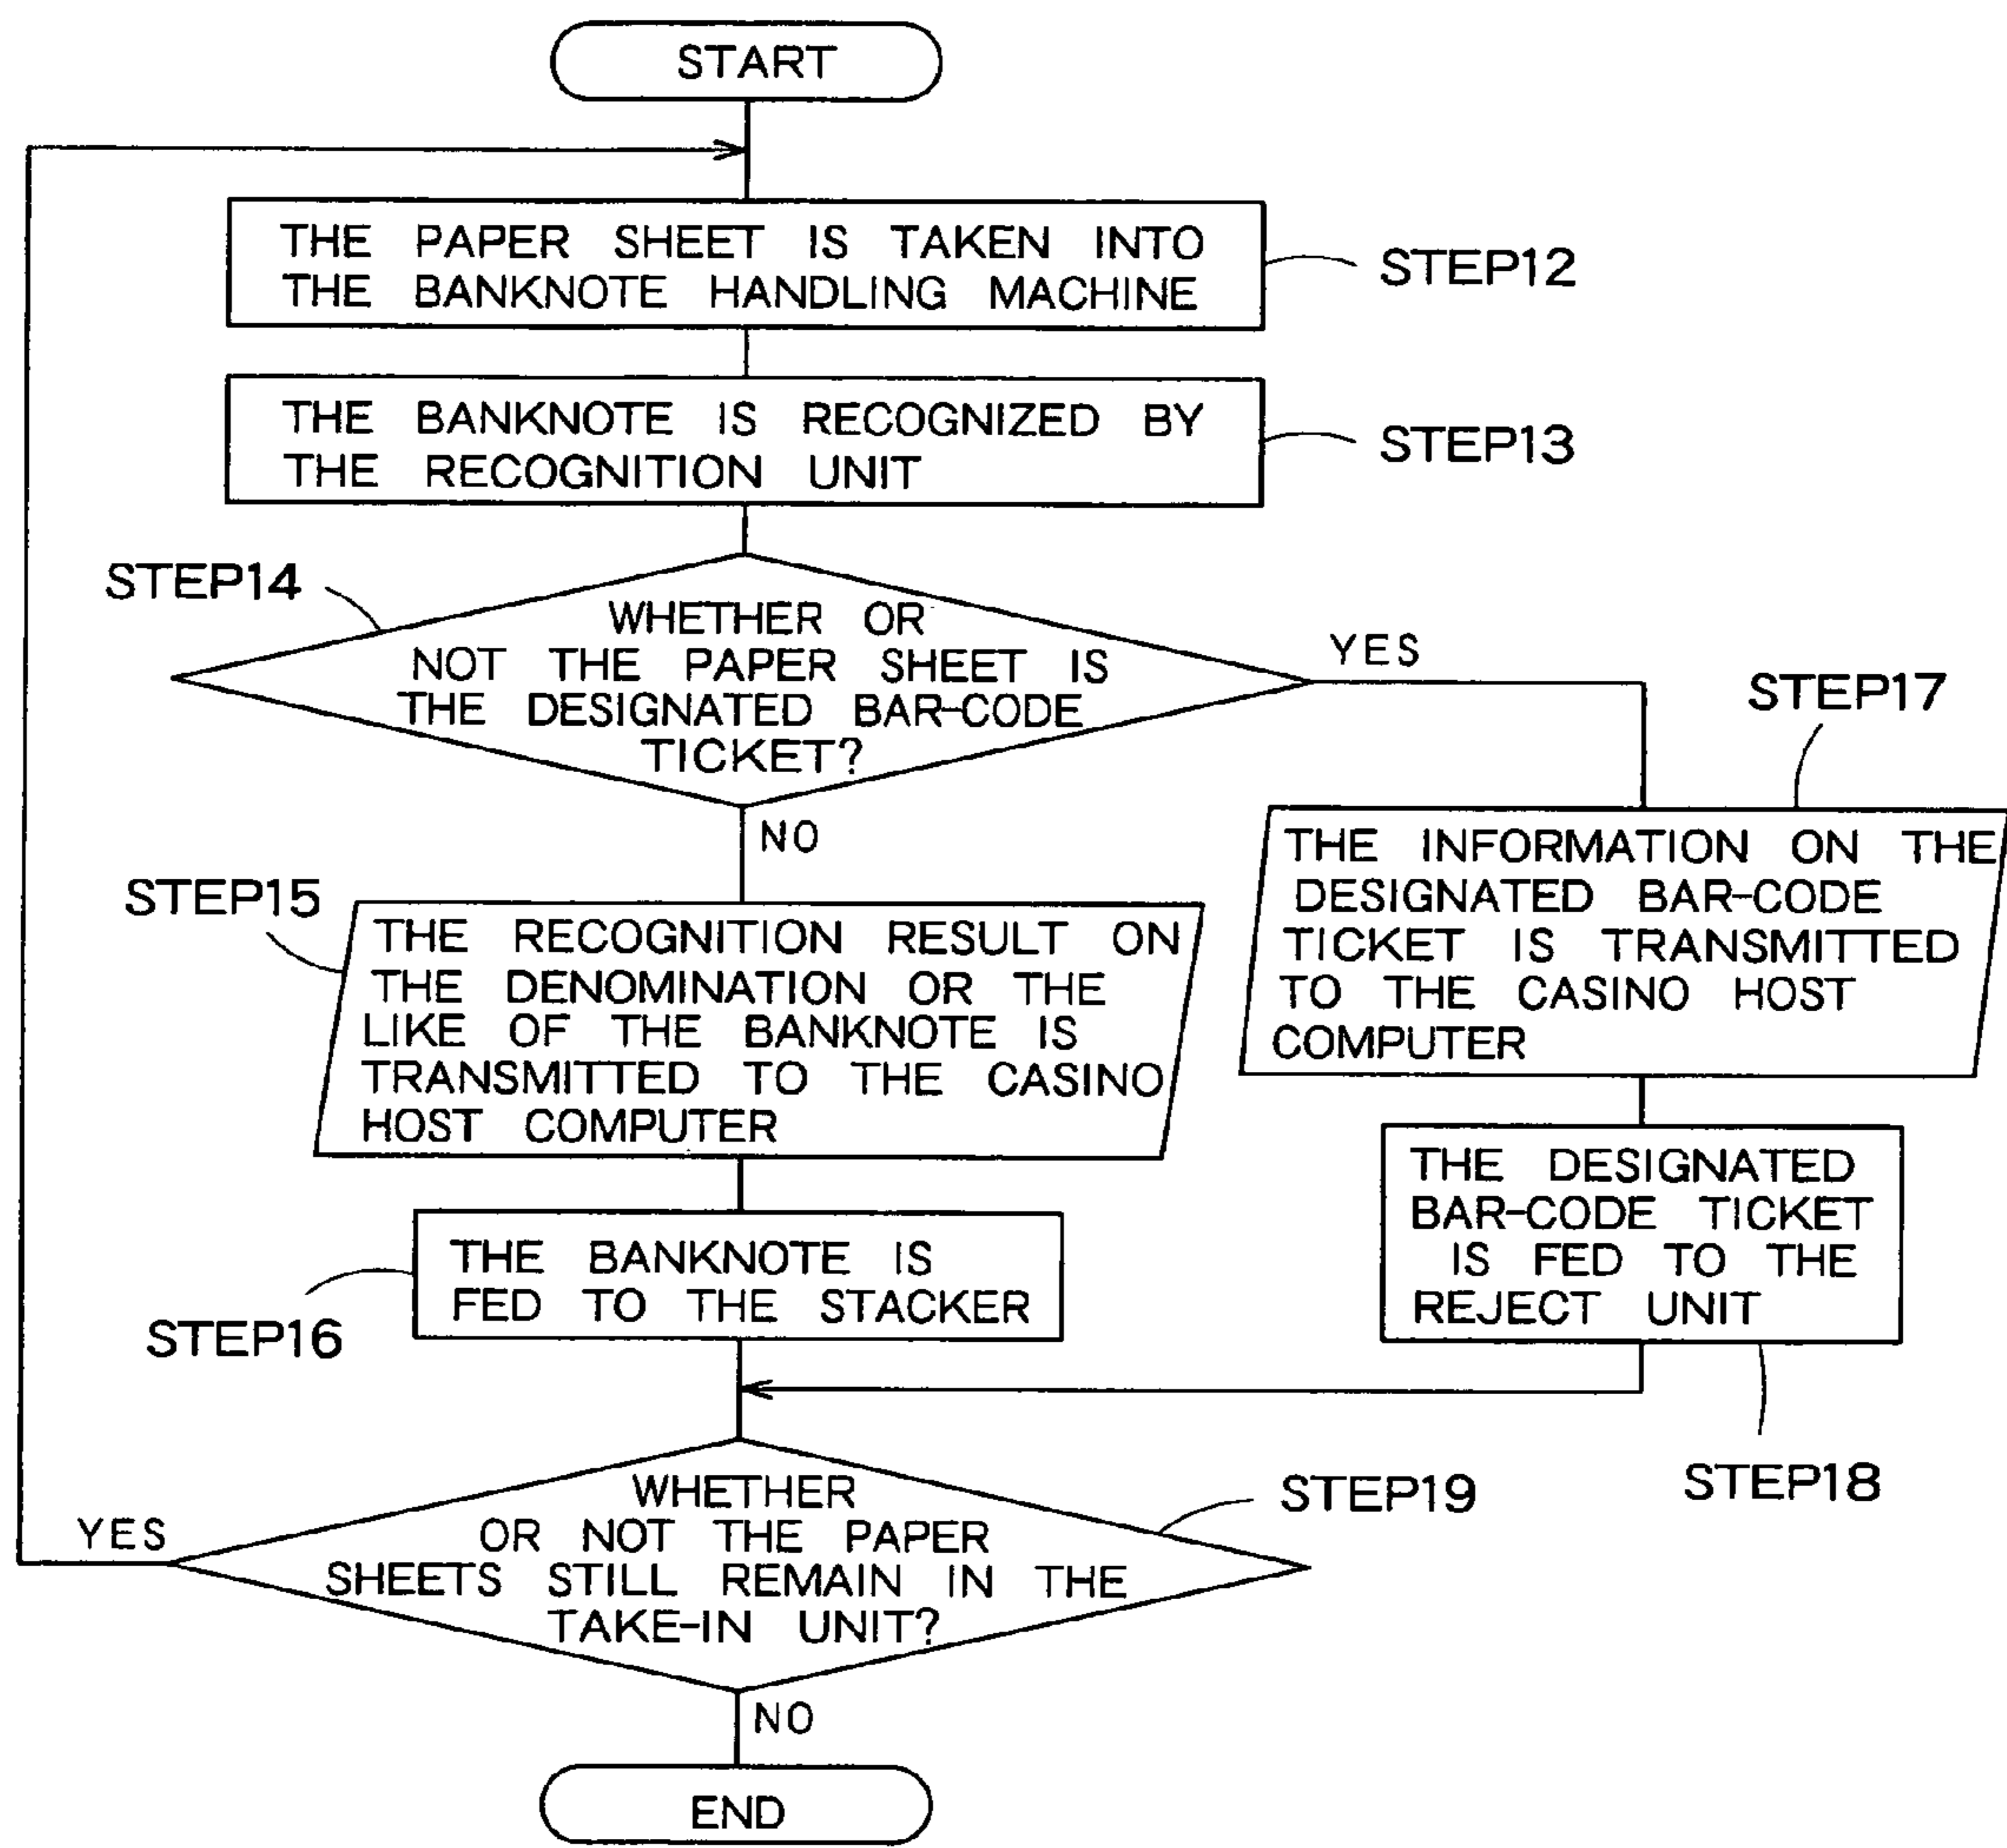 START
THE PAPER SHEET IS TAKEN INTO
THE BANKNOTE HANDLING MACHINE
STEP12
THE BANKNOTE IS RECOGNIZED BY
THE RECOGNITION UNIT
STEP13
STEP14
WHETHER OR
NOT THE PAPER SHEET IS
THE DESIGNATED BAR-CODE
TICKET?
YES
NO
STEP17
THE INFORMATION ON THE
DESIGNATED BAR-CODE
TICKET IS TRANSMITTED
TO THE CASINO HOST
COMPUTER
STEP15
THE RECOGNITION RESULT ON
THE DENOMINATION OR THE
LIKE OF THE BANKNOTE IS
TRANSMITTED TO THE CASINO
HOST COMPUTER
THE DESIGNATED
BAR-CODE TICKET
IS FED TO THE
REJECT UNIT
STEP18
THE BANKNOTE IS
FED TO THE STACKER
STEP16
WHETHER
OR NOT THE PAPER
SHEETS STILL REMAIN IN THE
TAKE-IN UNIT?
STEP19
YES
NO
END